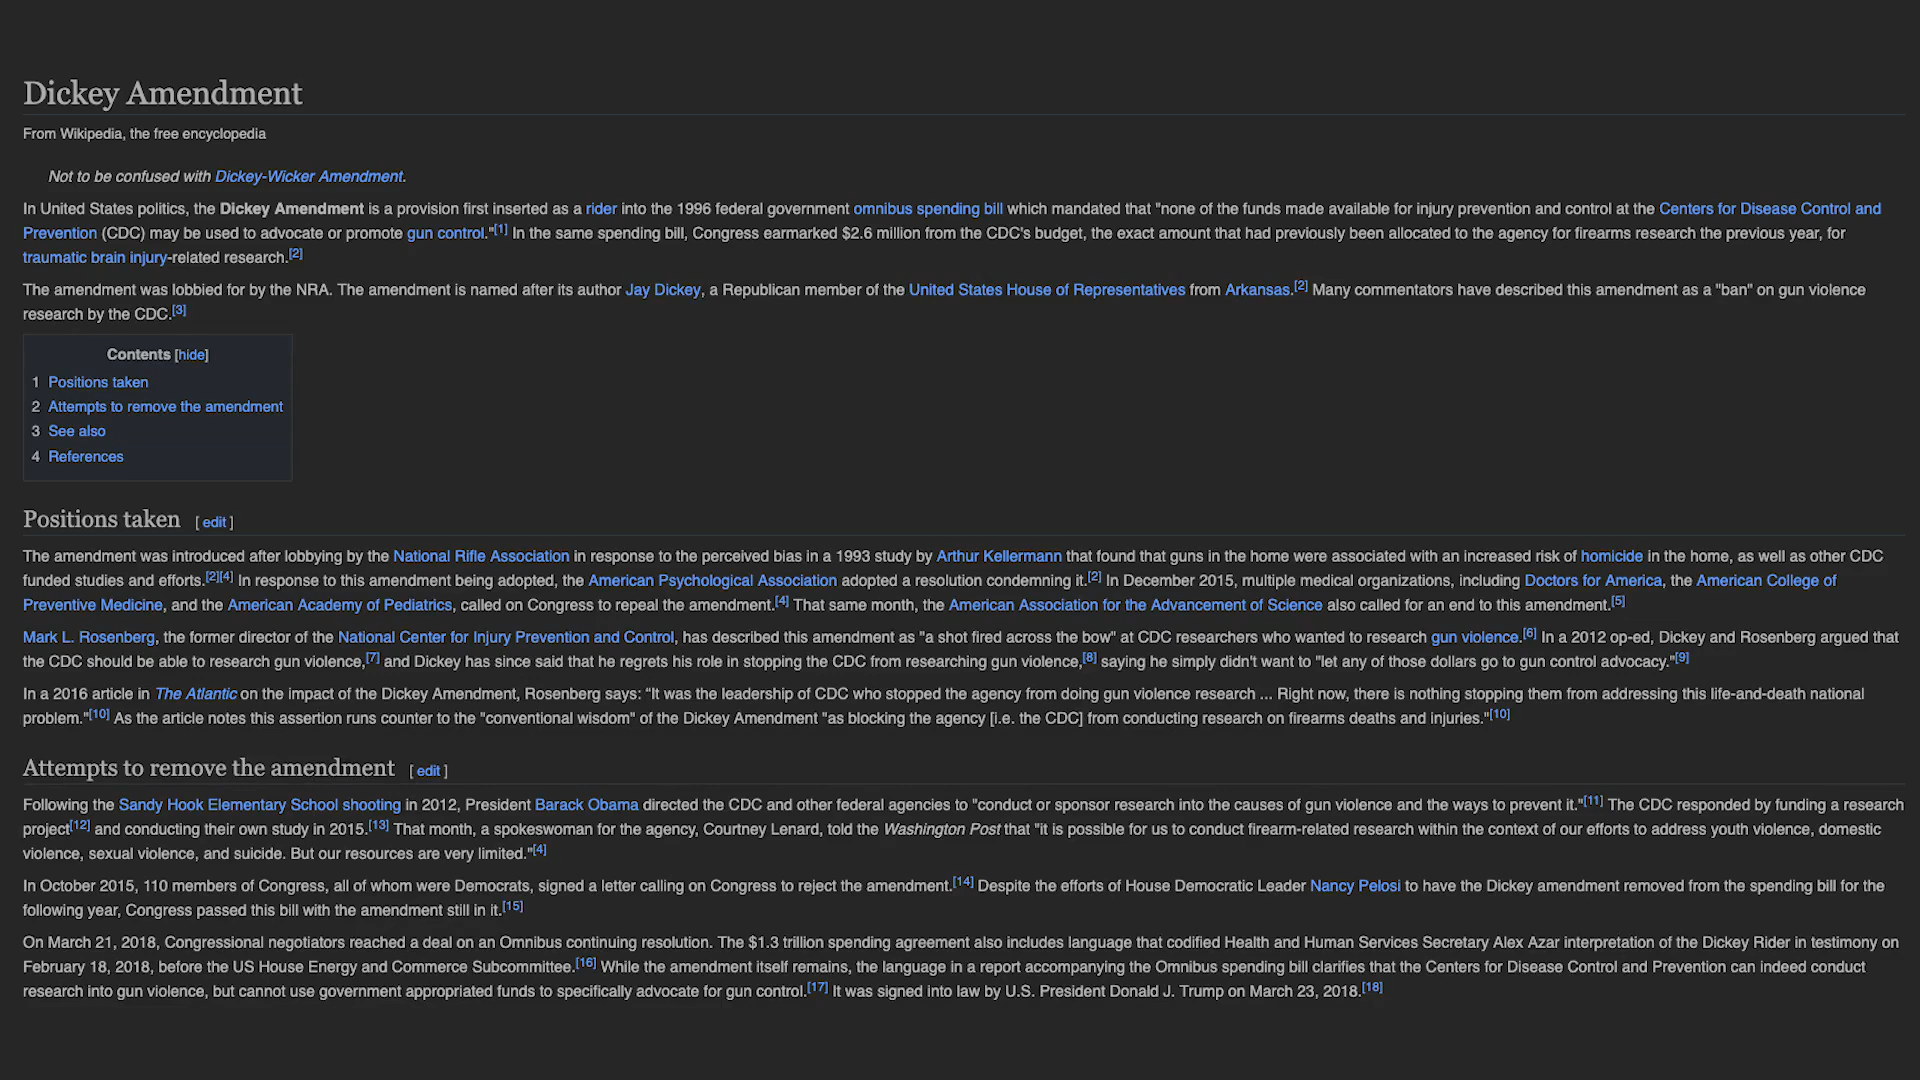 Dickey Amendment
From Wikipedia, the free encyclopedia
Not to be confused with Dickey-Wicker Amendment.
In United States politics, the Dickey Amendment is a provision first inserted as a rider into the 1996 federal government omnibus spending bill which mandated that "none of the funds made available for injury prevention and control at the Centers for Disease Control and
Prevention (CDC) may be used to advocate or promote gun control."[1] In the same spending bill, Congress earmarked $2.6 million from the CDC's budget, the exact amount that had previously been allocated to the agency for firearms research the previous year, for
traumatic brain injury-related research.[2]
The amendment was lobbied for by the NRA. The amendment is named after its author Jay Dickey, a Republican member of the United States House of Representatives from Arkansas.[2] Many commentators have described this amendment as a "ban" on gun violence
research by the CDC.[3]
Contents [hide]
1 Positions taken
2 Attempts to remove the amendment
3 See also
4 References
Positions taken [ edit ]
The amendment was introduced after lobbying by the National Rifle Association in response to the perceived bias in a 1993 study by Arthur Kellermann that found that guns in the home were associated with an increased risk of homicide in the home, as well as other CDC
funded studies and efforts.[2][4] In response to this amendment being adopted, the American Psychological Association adopted a resolution condemning it.[2] In December 2015, multiple medical organizations, including Doctors for America, the American College of
Preventive Medicine, and the American Academy of Pediatrics, called on Congress to repeal the amendment.[4] That same month, the American Association for the Advancement of Science also called for an end to this amendment.[5]
Mark L. Rosenberg, the former director of the National Center for Injury Prevention and Control, has described this amendment as "a shot fired across the bow" at CDC researchers who wanted to research gun violence.[6] In a 2012 op-ed, Dickey and Rosenberg argued that
the CDC should be able to research gun violence,[7] and Dickey has since said that he regrets his role in stopping the CDC from researching gun violence,[8] saying he simply didn't want to "let any of those dollars go to gun control advocacy."[9]
In a 2016 article in The Atlantic on the impact of the Dickey Amendment, Rosenberg says: “It was the leadership of CDC who stopped the agency from doing gun violence research ... Right now, there is nothing stopping them from addressing this life-and-death national
problem."[10] As the article notes this assertion runs counter to the "conventional wisdom" of the Dickey Amendment "as blocking the agency [i.e. the CDC] from conducting research on firearms deaths and injuries."[10]
Attempts to remove the amendment [ edit ]
Following the Sandy Hook Elementary School shooting in 2012, President Barack Obama directed the CDC and other federal agencies to "conduct or sponsor research into the causes of gun violence and the ways to prevent it."[11] The CDC responded by funding a research
project[12] and conducting their own study in 2015.[13] That month, a spokeswoman for the agency, Courtney Lenard, told the Washington Post that "it is possible for us to conduct firearm-related research within the context of our efforts to address youth violence, domestic
violence, sexual violence, and suicide. But our resources are very limited."[4]
In October 2015, 110 members of Congress, all of whom were Democrats, signed a letter calling on Congress to reject the amendment.[14] Despite the efforts of House Democratic Leader Nancy Pelosi to have the Dickey amendment removed from the spending bill for the
following year, Congress passed this bill with the amendment still in it.[15]
On March 21, 2018, Congressional negotiators reached a deal on an Omnibus continuing resolution. The $1.3 trillion spending agreement also includes language that codified Health and Human Services Secretary Alex Azar interpretation of the Dickey Rider in testimony on
February 18, 2018, before the US House Energy and Commerce Subcommittee.[16] While the amendment itself remains, the language in a report accompanying the Omnibus spending bill clarifies that the Centers for Disease Control and Prevention can indeed conduct
research into gun violence, but cannot use government appropriated funds to specifically advocate for gun control.[17] It was signed into law by U.S. President Donald J. Trump on March 23, 2018.[18]